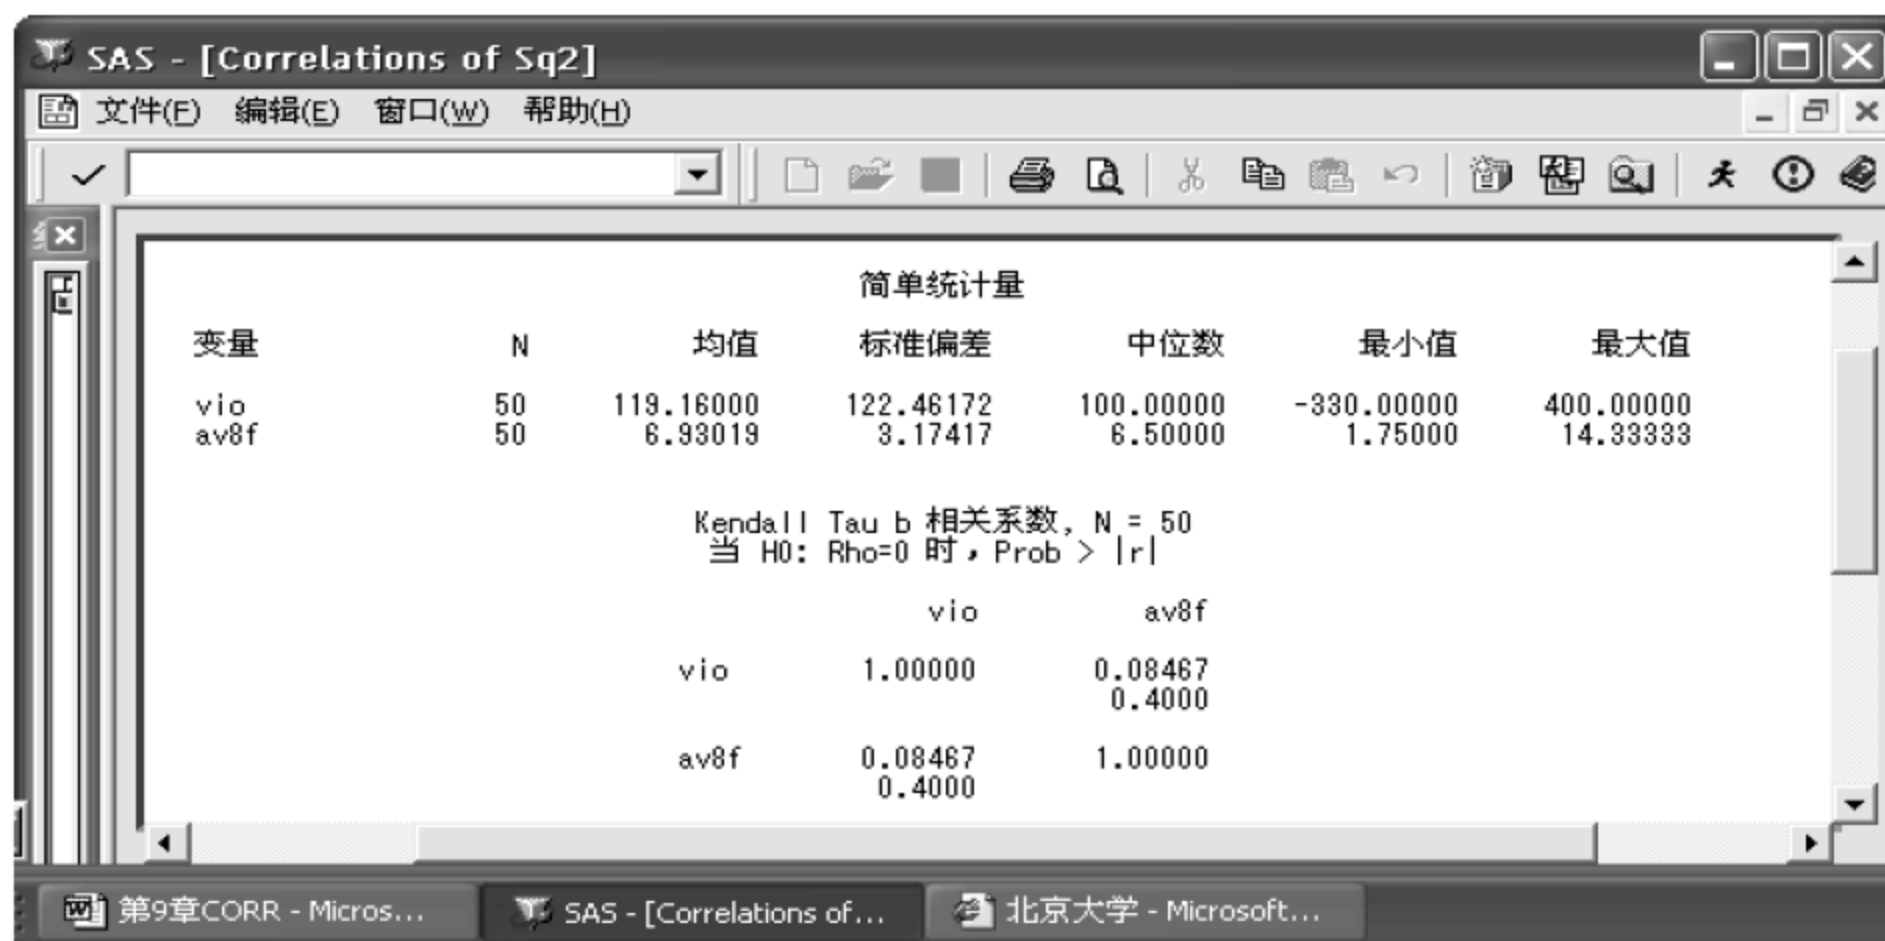 SAS - [Correlations of Sq2]
文件(F) 编辑(E) 窗口(W) 帮助(H)
简单统计量
变量 N 均值 标准偏差 中位数 最小值 最大值
vio 50 119.16000 122.46172 100.00000 -330.00000 400.00000
av8f 50 6.93019 3.17417 6.50000 1.75000 14.33333
Kendall Tau b 相关系数, N = 50
当 H0: Rho=0 时，Prob > |r|
vio av8f
vio 1.00000 0.08467
0.4000
av8f 0.08467 1.00000
0.4000
第9章CORR - Micros...
SAS - [Correlations of...
北京大学 - Microsoft...